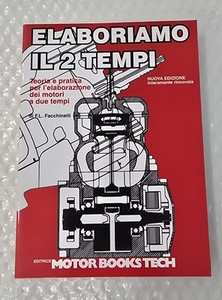 ELABORIAMO
IL 2 TEMPI
Teoria e pratica
per l'elaborazione
dei motori
a due tempi
NUOVA EDIZIONE
interamente rinnovata
di F.L. Facchinelli
EDITRICE MOTOR BOOKS TECH